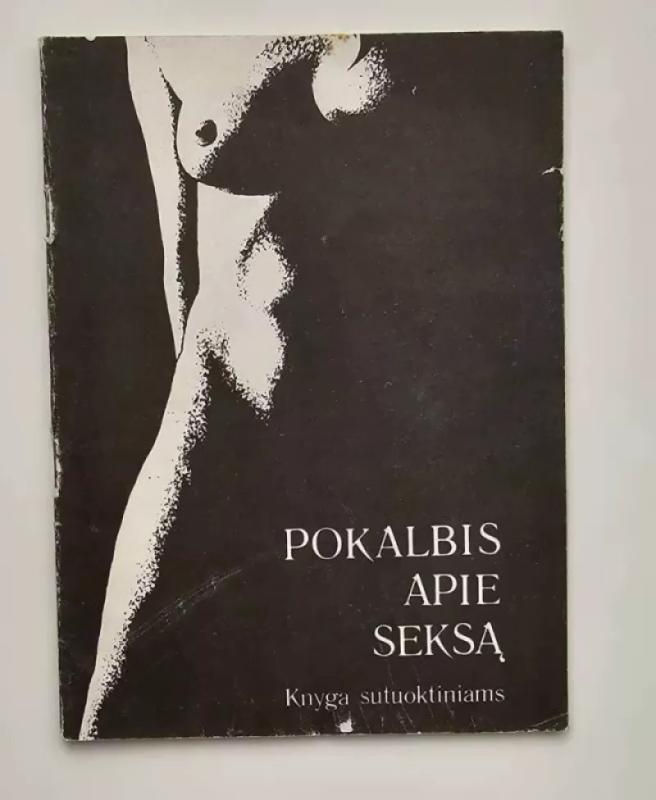 POKALBIS
APIE
SEKSĄ
Knyga sutuoktiniams